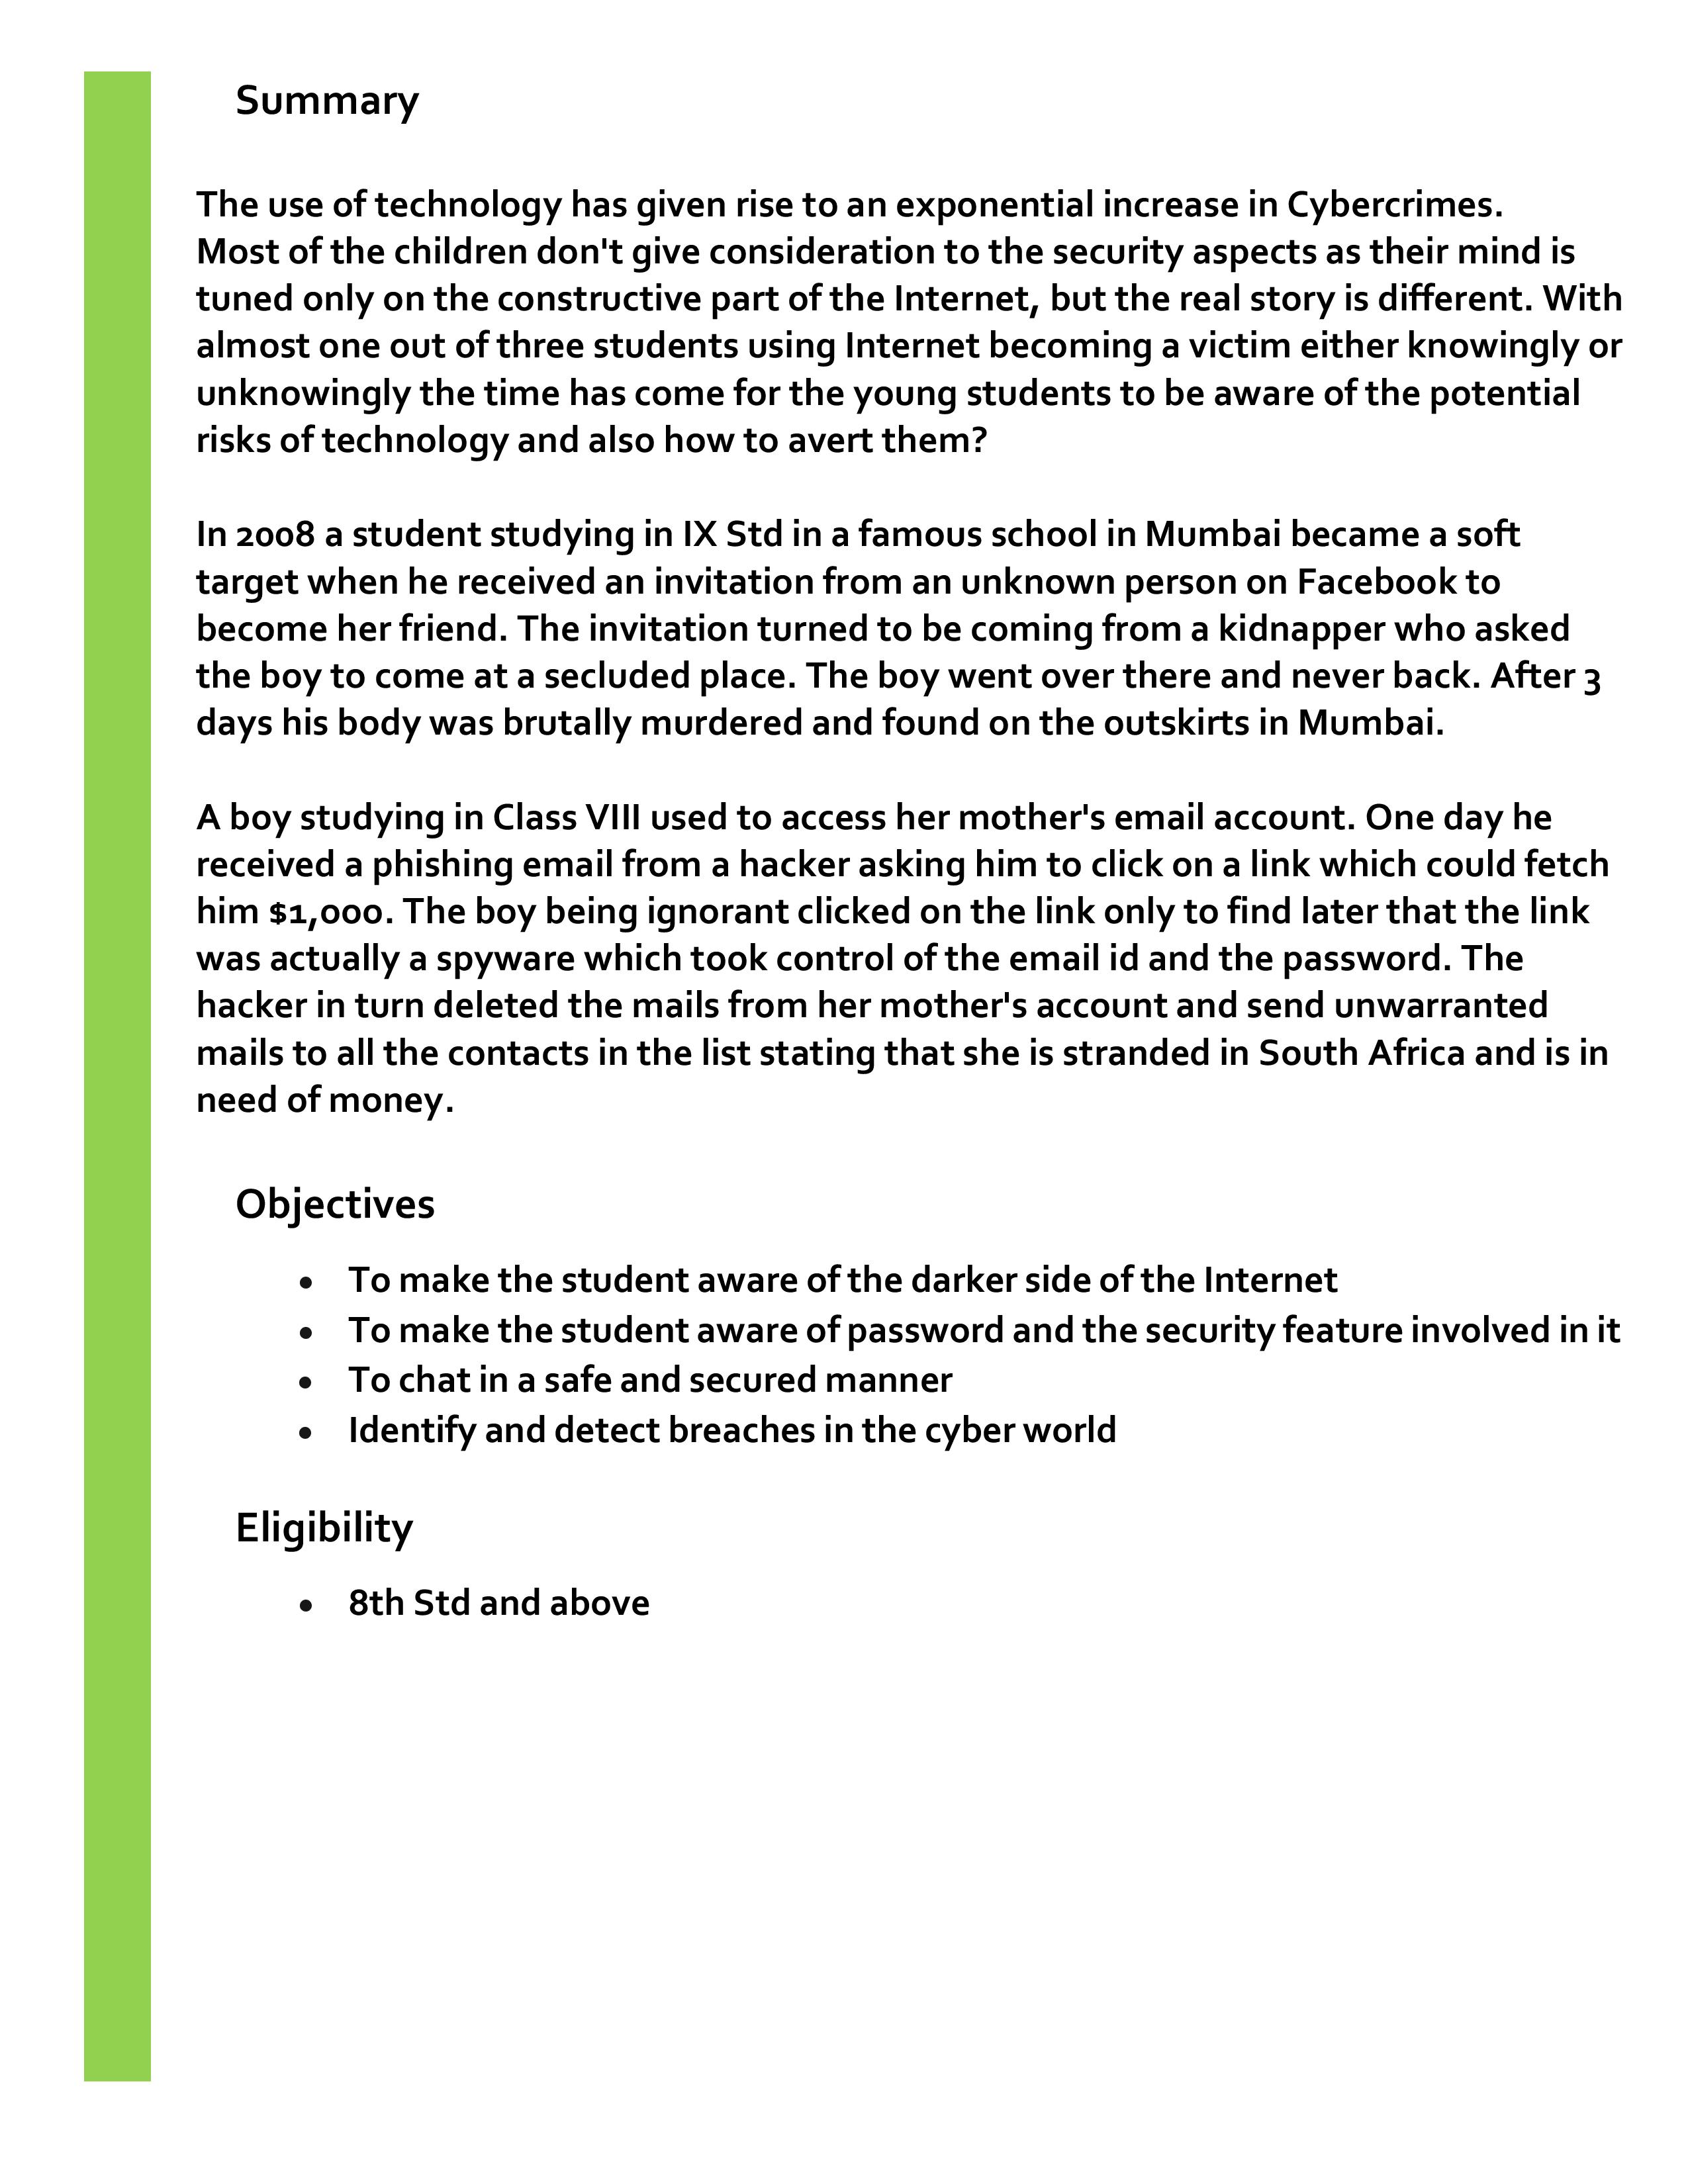 Summary
The use of technology has given rise to an exponential increase in Cybercrimes.
Most of the children don't give consideration to the security aspects as their mind is
tuned only on the constructive part of the Internet, but the real story is different. With
almost one out of three students using Internet becoming a victim either knowingly or
unknowingly the time has come for the young students to be aware of the potential
risks of technology and also how to avert them?
In 2008 a student studying in IX Std in a famous school in Mumbai became a soft
target when he received an invitation from an unknown person on Facebook to
become her friend. The invitation turned to be coming from a kidnapper who asked
the boy to come at a secluded place. The boy went over there and never back. After 3
days his body was brutally murdered and found on the outskirts in Mumbai.
A boy studying in Class VIII used to access her mother's email account. One day he
received a phishing email from a hacker asking him to click on a link which could fetch
him $1,000. The boy being ignorant clicked on the link only to find later that the link
was actually a spyware which took control of the email id and the password. The
hacker in turn deleted the mails from her mother's account and send unwarranted
mails to all the contacts in the list stating that she is stranded in South Africa and is in
need of money.
Objectives
• To make the student aware of the darker side of the Internet
• To make the student aware of password and the security feature involved in it
• To chat in a safe and secured manner
• Identify and detect breaches in the cyber world
Eligibility
• 8th Std and above